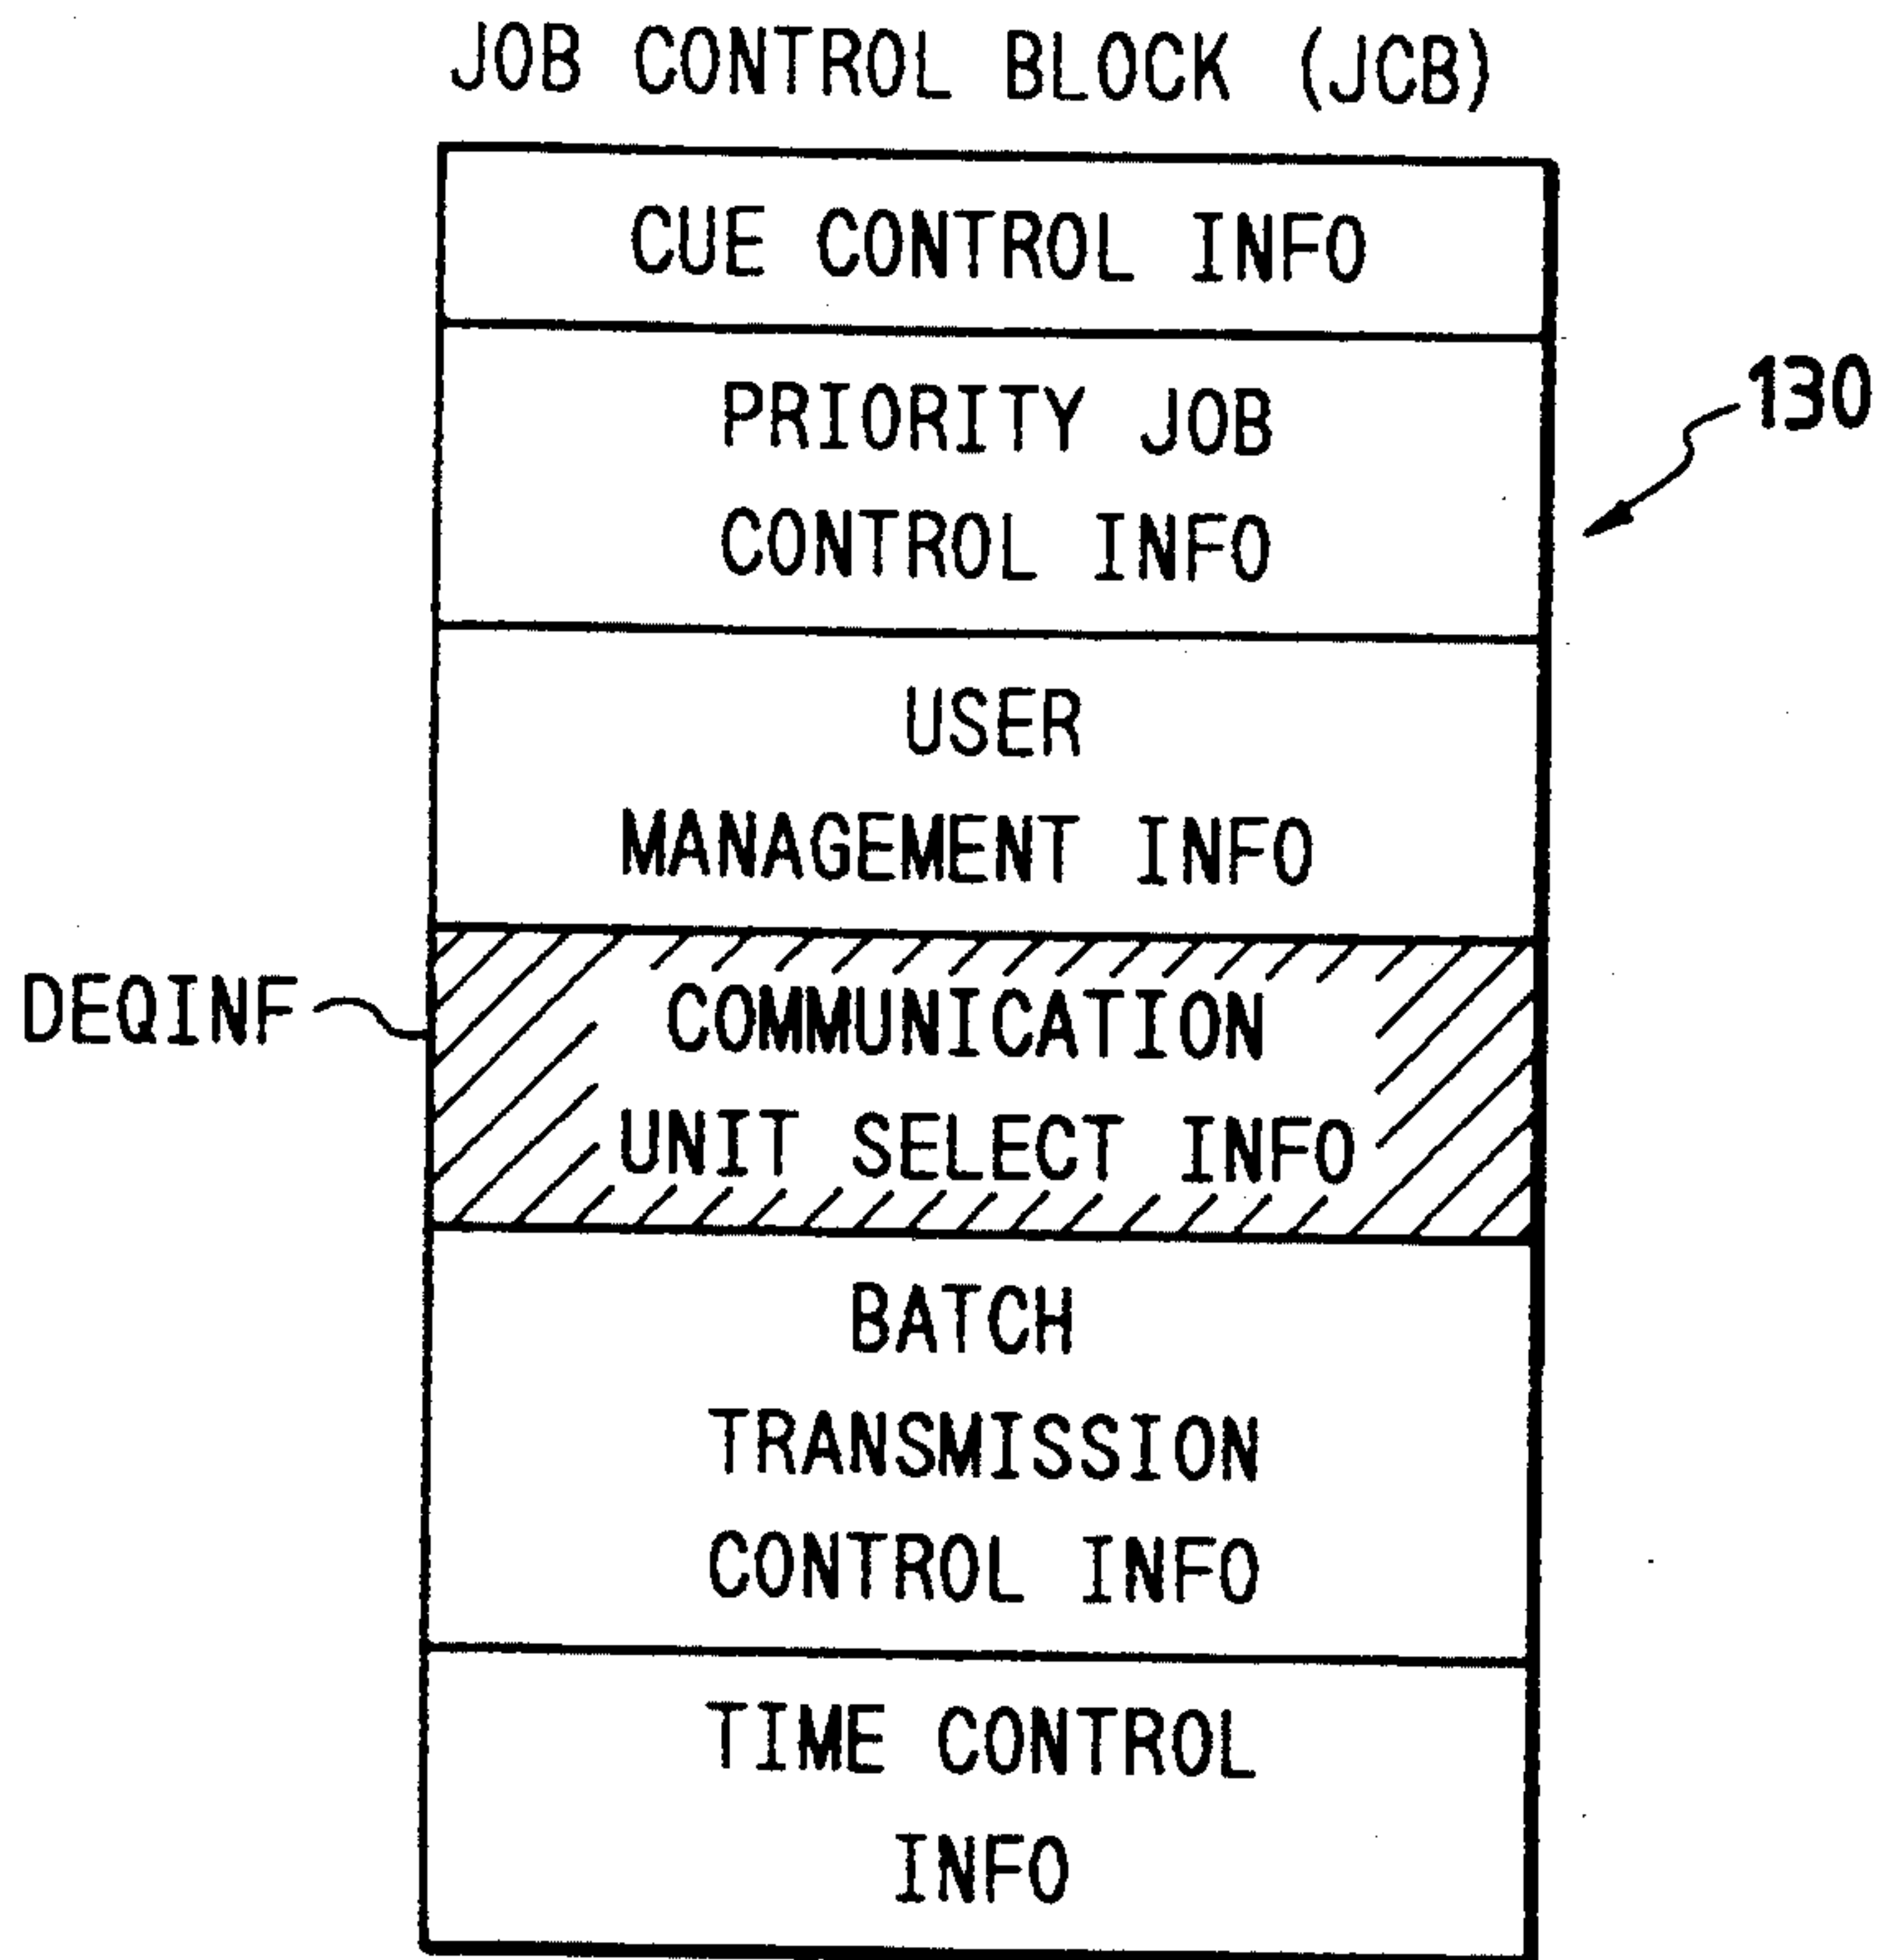 JOB CONTROL BLOCK (JCB)
CUE CONTROL INFO
PRIORITY JOB
CONTROL INFO
130
USER
MANAGEMENT INFO
DEQINF
COMMUNICATION
UNIT SELECT INFO
BATCH
TRANSMISSION
CONTROL INFO
TIME CONTROL
INFO